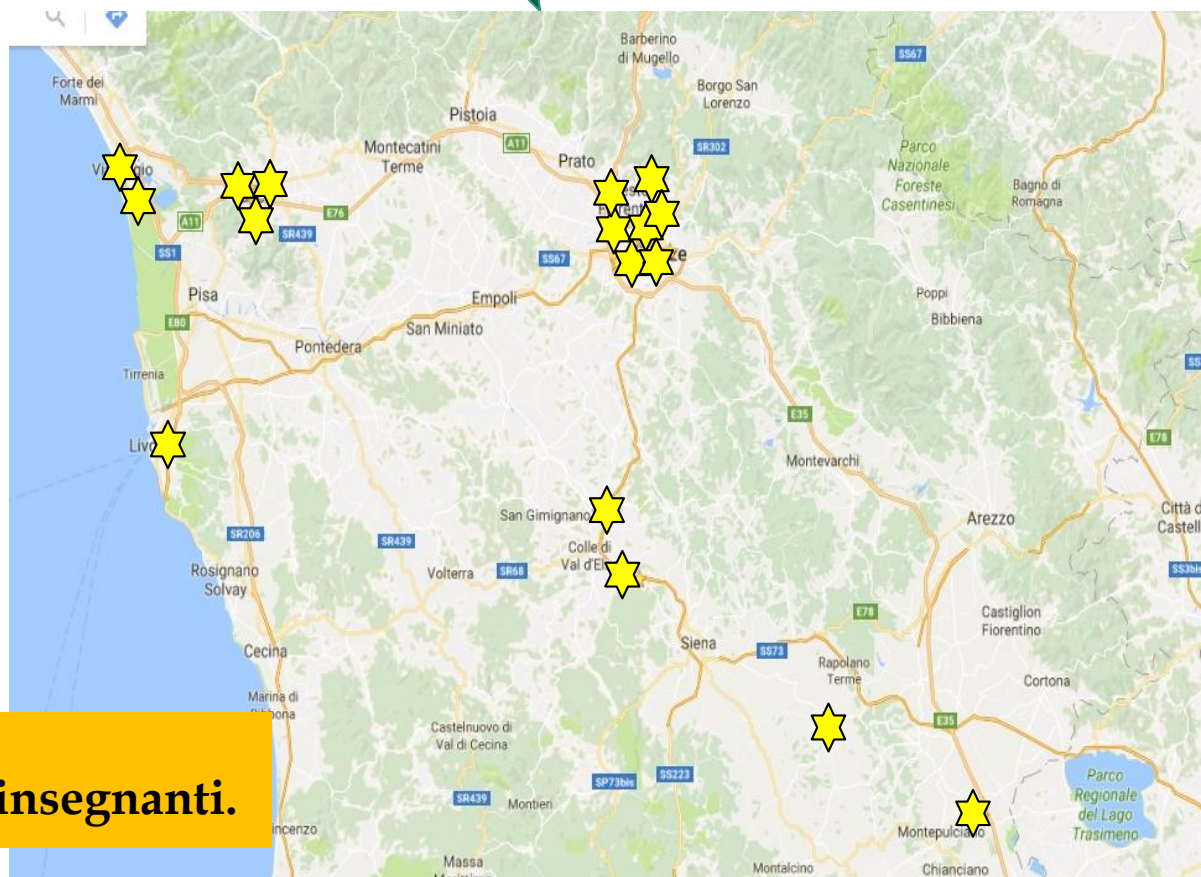 Barberino
di Mugello
SS67
Forte dei
Marmi
Borgo San
Lorenzo
Pistoia
A11
SR302
Montecatini
Terme
Prato
Parco
Nazionale
Foreste
Casentinesi
Bagno di
Romagna
A11
E76
SR439
SS1
SS67
Pisa
Empoli
Poppi
Bibbiena
E80
San Miniato
Pontedera
Tirrenia
E35
E78
Montevarchi
San Gimignano
Arezzo
SR206
SR439
Colle di
Volterra
SR68
Rosignano
Solvay
SS3bis
E78
Castiglion
Fiorentino
Siena
SS73
Cecina
Rapolano
Terme
Cortona
Marina di
E35
Castelnuovo di
Val di Cecina
SP73bis
SS223
Parco
Regionale
del Lago
Trasimeno
insegnanti.
SR439
Montieri
Massa
Montalcino
Chianciano